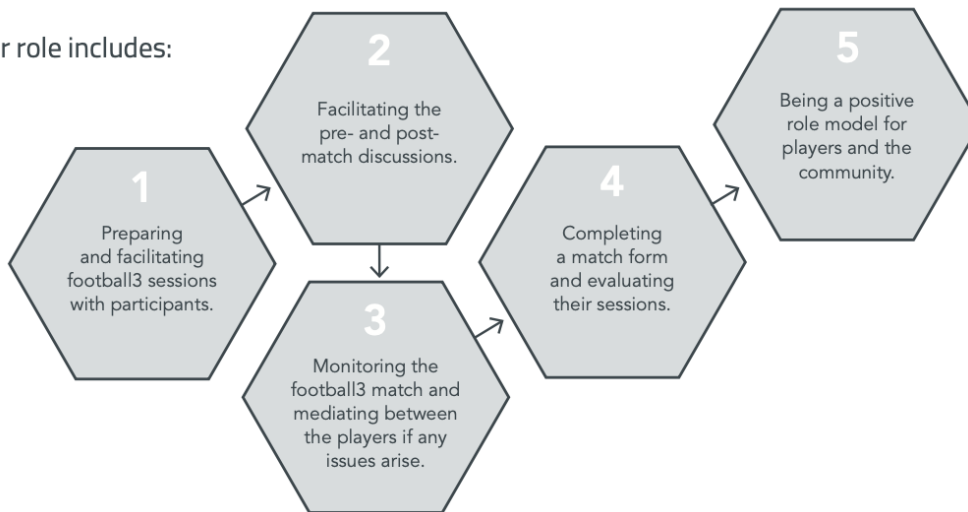 r role includes:
1
Preparing
and facilitating
football3 sessions
with participants.
2
Facilitating the
pre- and post-
match discussions.
3
Monitoring the
football3 match and
mediating between
the players if any
issues arise.
4
Completing
a match form
and evaluating
their sessions.
5
Being a positive
role model for
players and the
community.